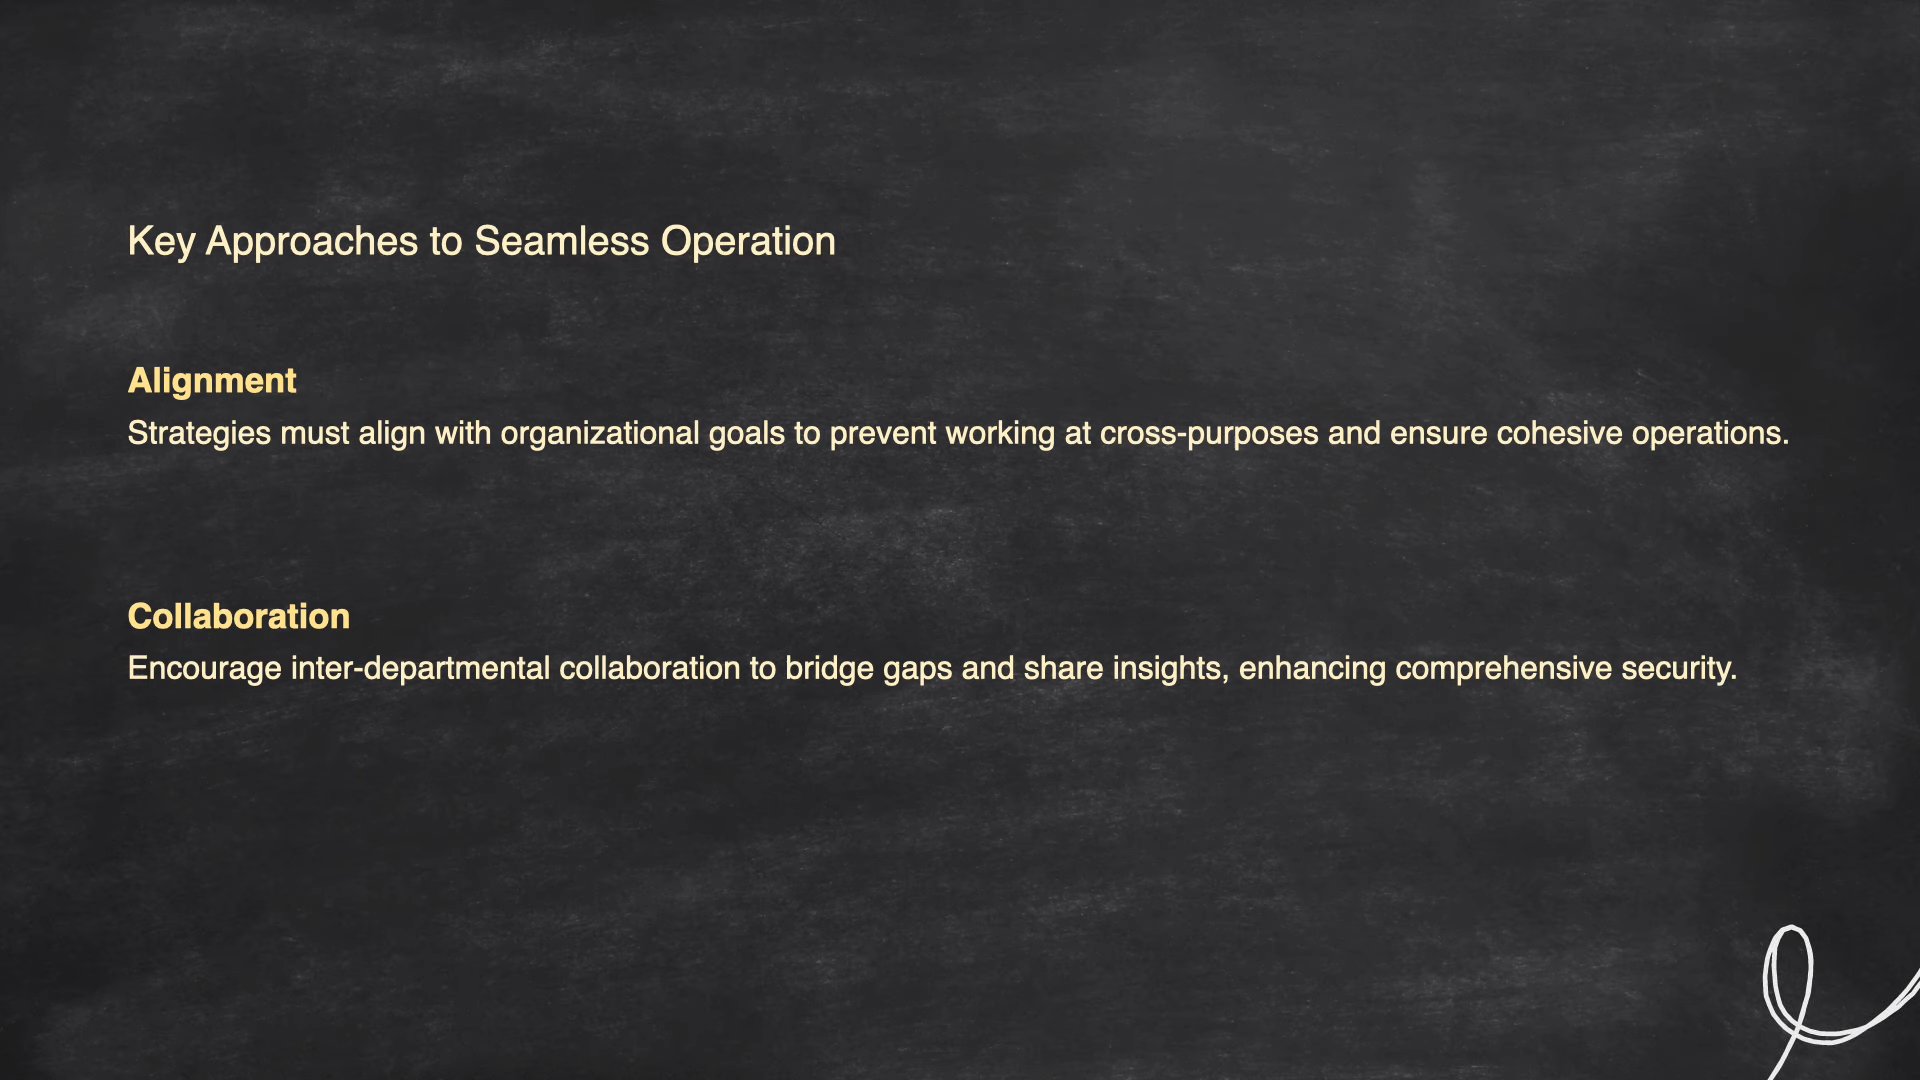 Key Approaches to Seamless Operation
Alignment
Strategies must align with organizational goals to prevent working at cross-purposes and ensure cohesive operations.
Collaboration
Encourage inter-departmental collaboration to bridge gaps and share insights, enhancing comprehensive security.